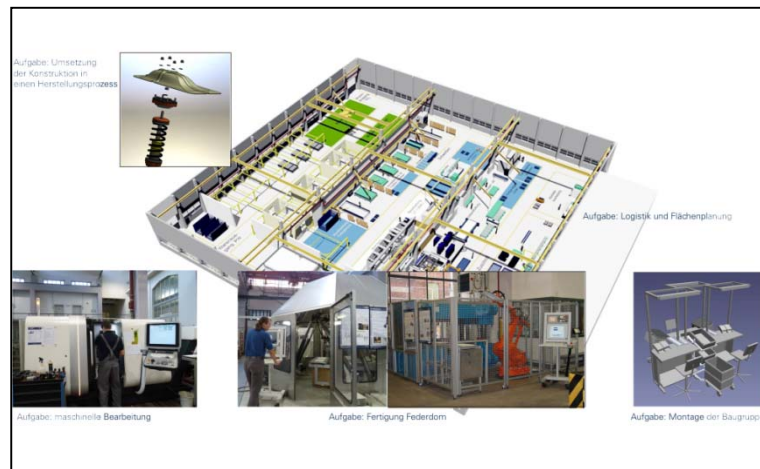 Aufgabe: Umsetzung
der Konstruktion in
einen Herstellungsprozess
Aufgabe: Logistik und Flächenplanung
Aufgabe: maschinelle Bearbeitung
Aufgabe: Fertigung Federdom
Aufgabe: Montage der Baugrupp